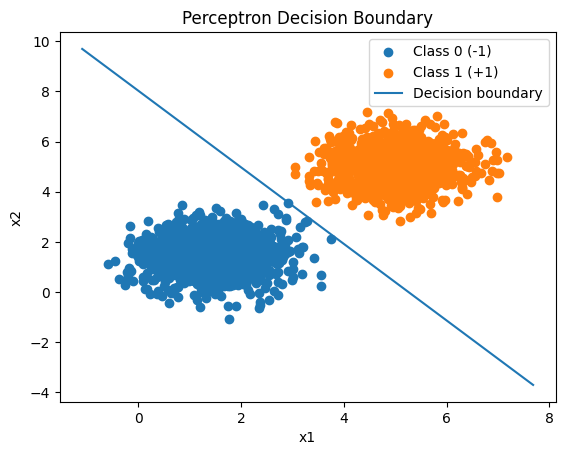 Perceptron Decision Boundary
Class 0 (-1)
Class 1 (+1)
Decision boundary
10
8
6
4
2
0
−2
−4
x2
0
2
4
6
8
x1